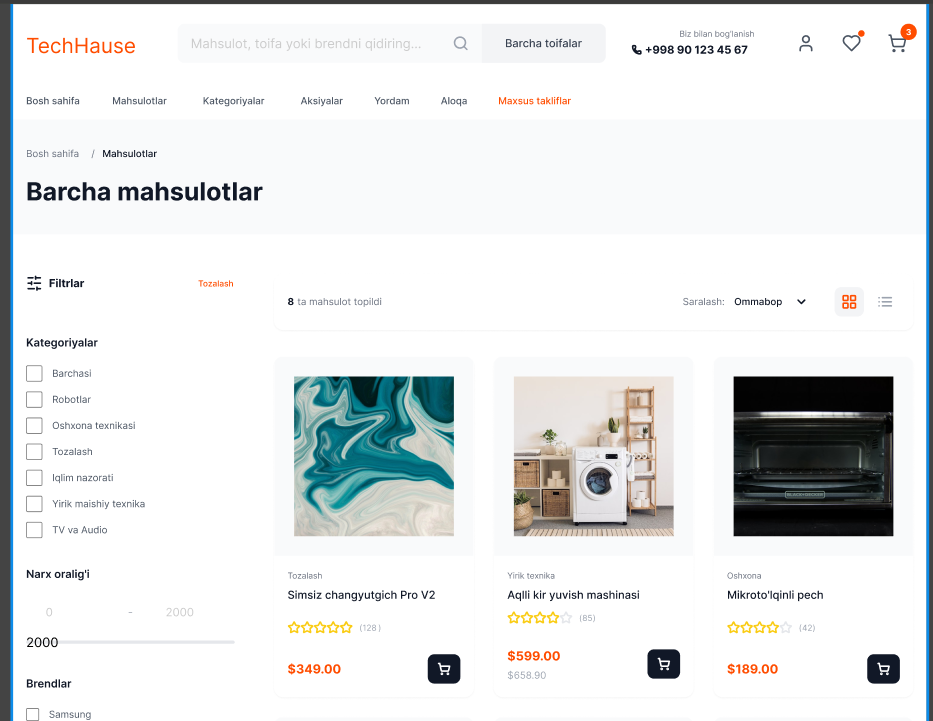 TechHause
Mahsulot, toifa yoki brendni qidiring...
Barcha toifalar
Biz bilan bog'lanish
+998 90 123 45 67
3
Bosh sahifa
Mahsulotlar
Kategoriyalar
Aksiyalar
Yordam
Aloqa
Maxsus takliflar
Bosh sahifa / Mahsulotlar
Barcha mahsulotlar
Filtrlar
Tozalash
8 ta mahsulot topildi
Saralash: Ommabop
Kategoriyalar
Barchasi
Robotlar
Oshxona texnikasi
Tozalash
Iqlim nazorati
Yirik maishiy texnika
TV va Audio
Narx oralig'i
0 - 2000
2000
Brendlar
Samsung
Tozalash
Simsiz changyutgich Pro V2
(128)
$349.00
Yirik texnika
Aqlli kir yuvish mashinasi
(85)
$599.00
$658.90
BLACK+DECKER
Oshxona
Mikroto'lqinli pech
(42)
$189.00